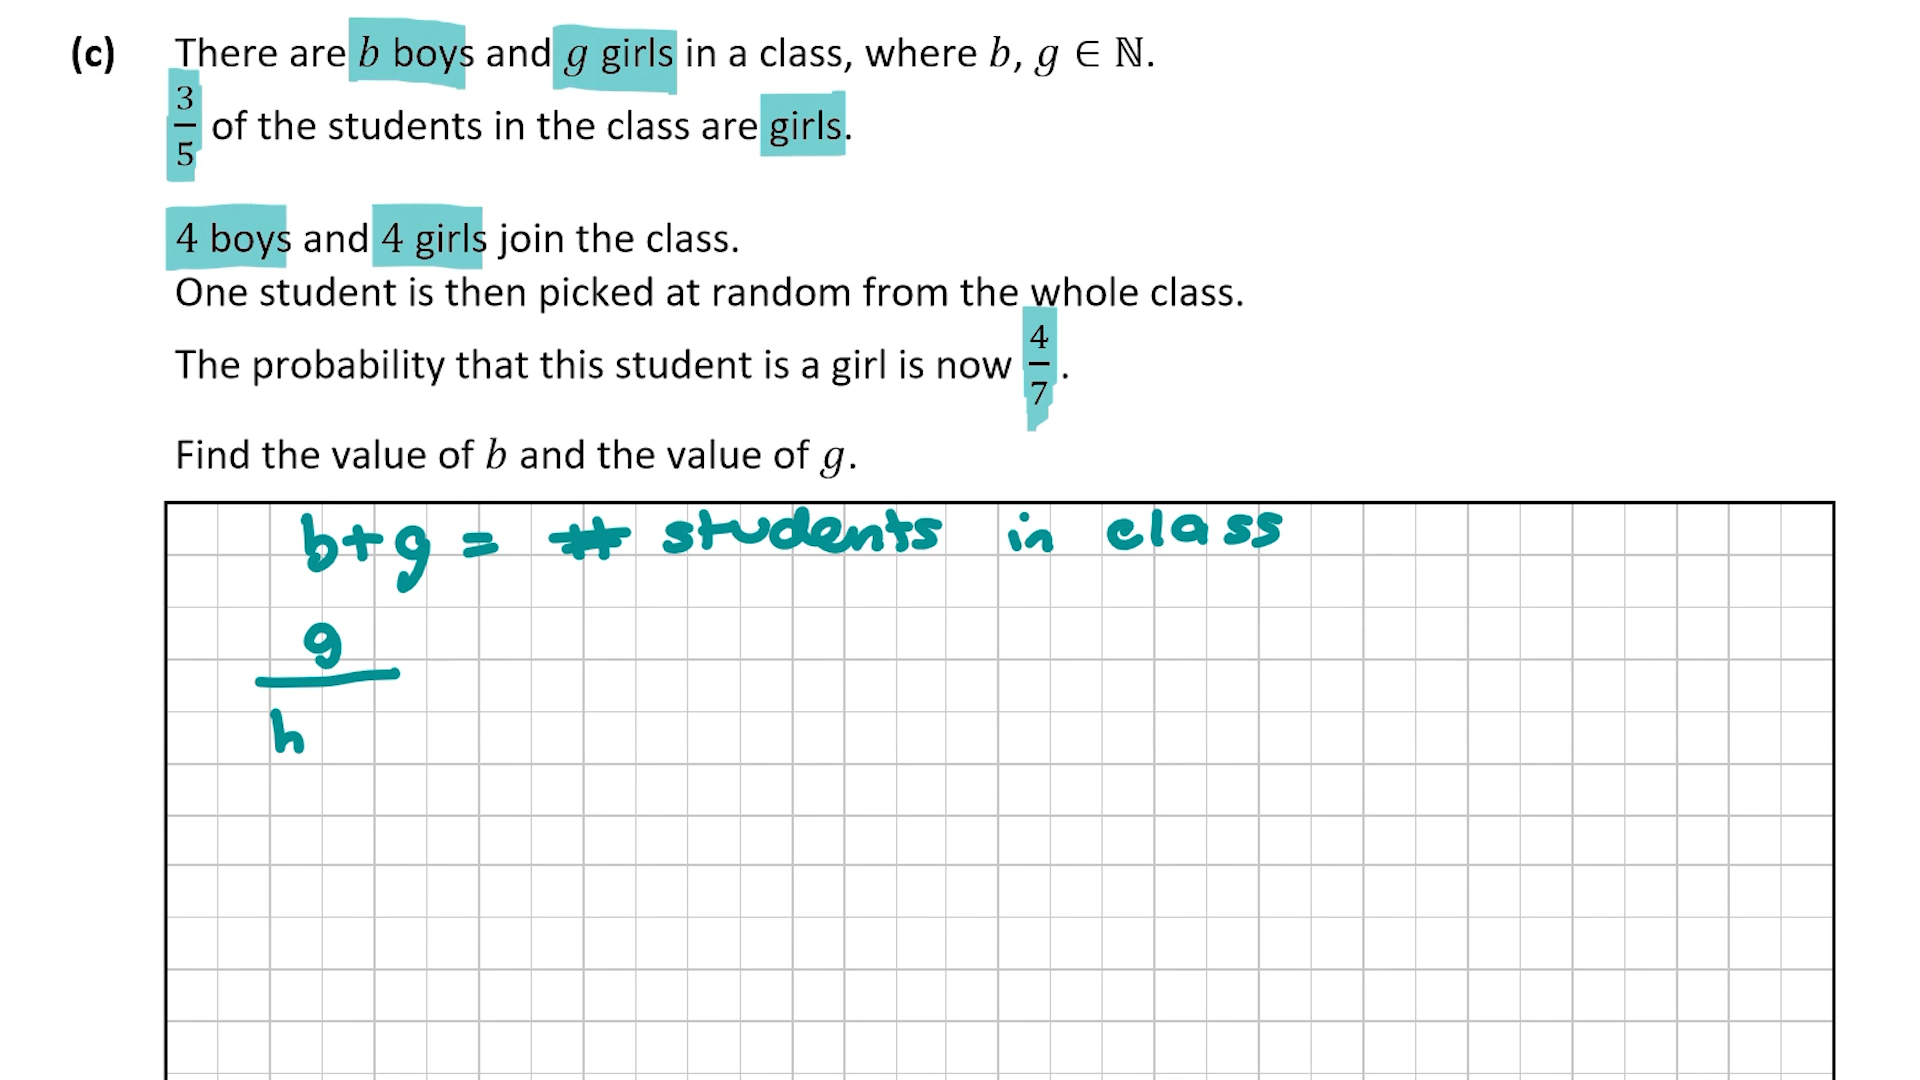 (c) There are b boys and g girls in a class, where b, g ∈ ℕ.
3/5 of the students in the class are girls.
4 boys and 4 girls join the class.
One student is then picked at random from the whole class.
The probability that this student is a girl is now 4/7.
Find the value of b and the value of g.
b+g = # students in class
g
h